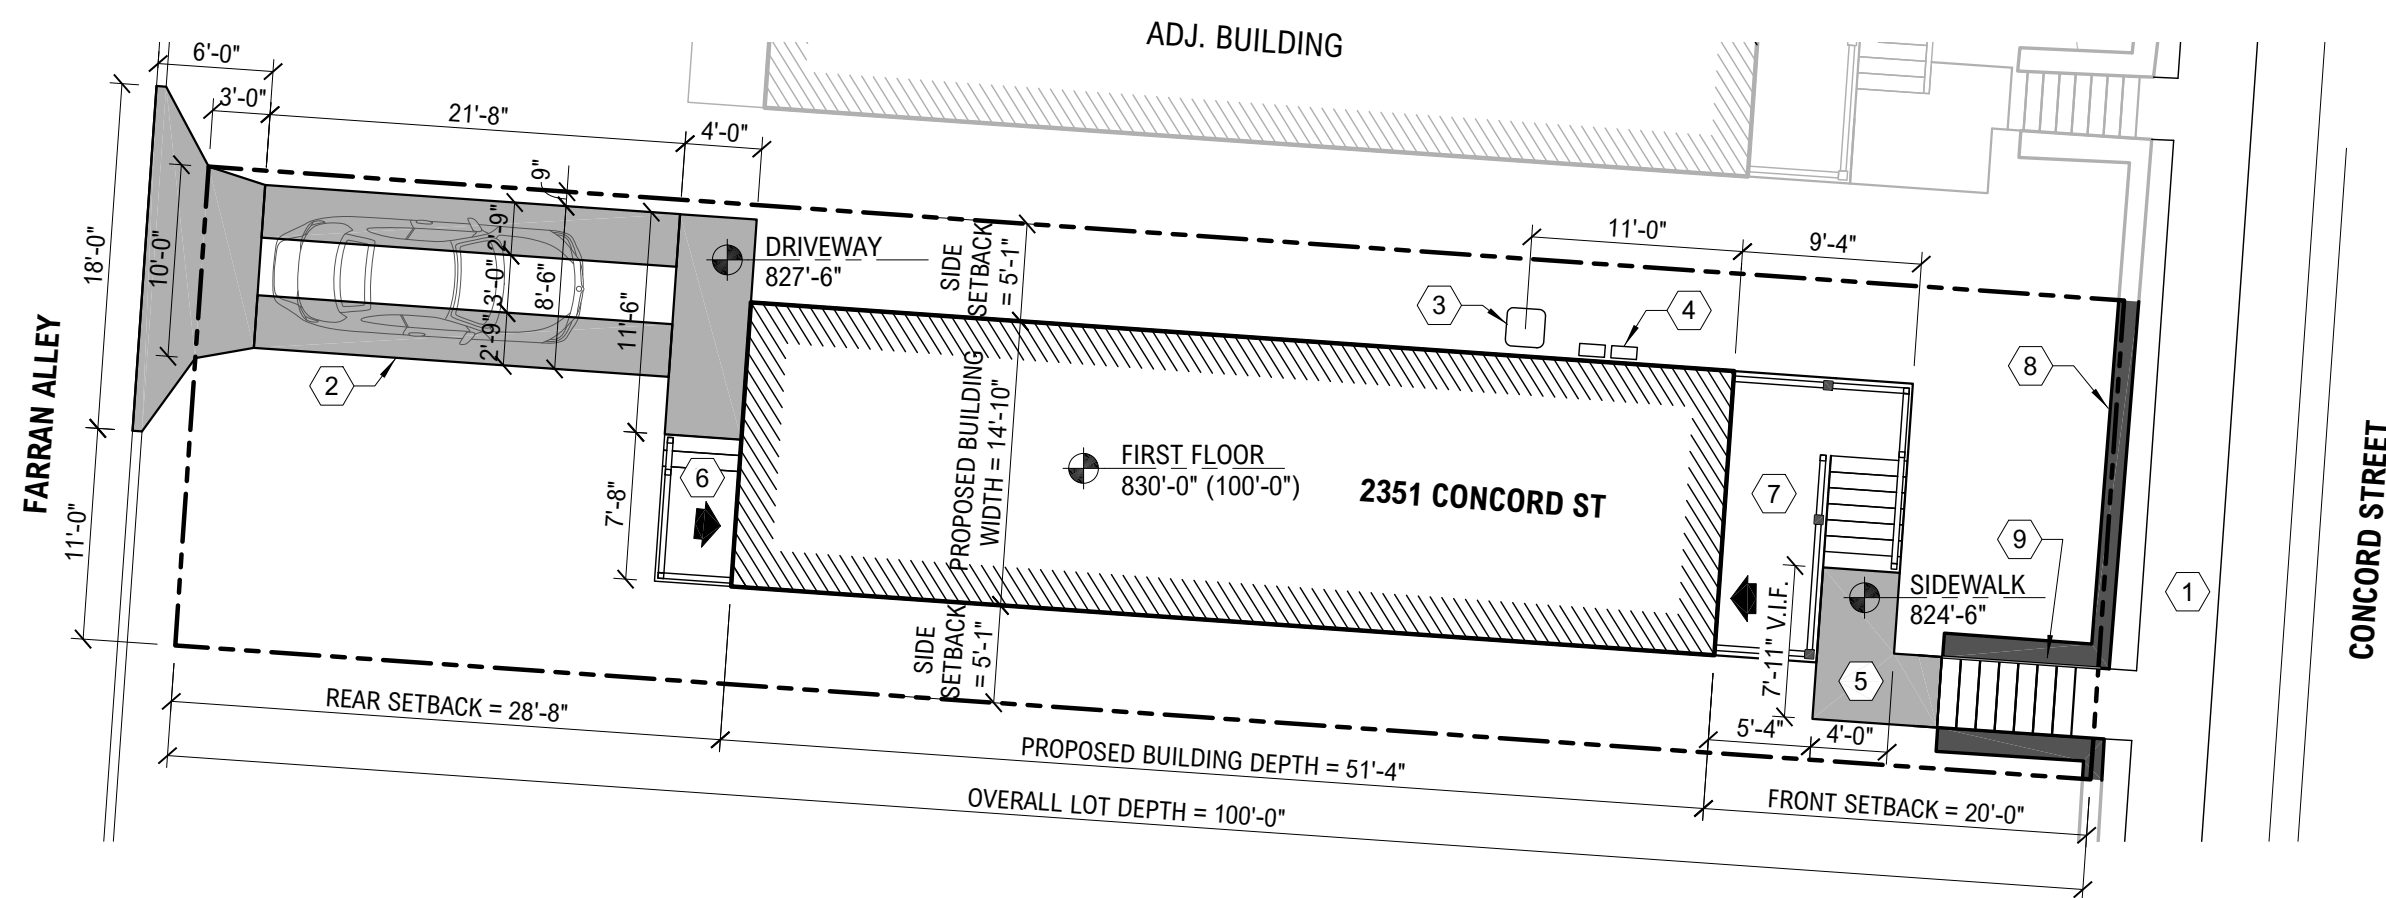 ADJ. BUILDING
6'-0"
3'-0"
21'-8"
4'-0"
9"
18'-0"
10'-0"
2'-9"
3'-0"
2'-9"
8'-6"
11'-6"
DRIVEWAY
827'-6"
SIDE
SETBACK
= 5'-1"
11'-0"
9'-4"
3
4
8
2
FARRAN ALLEY
PROPOSED BUILDING
WIDTH = 14'-10"
FIRST FLOOR
830'-0" (100'-0")
2351 CONCORD ST
6
7
9
7'-8"
11'-0"
SIDEWALK
824'-6"
1
CONCORD STREET
7'-11" V.I.F.
5
SIDE
SETBACK
= 5'-1"
REAR SETBACK = 28'-8"
5'-4"
4'-0"
PROPOSED BUILDING DEPTH = 51'-4"
FRONT SETBACK = 20'-0"
OVERALL LOT DEPTH = 100'-0"